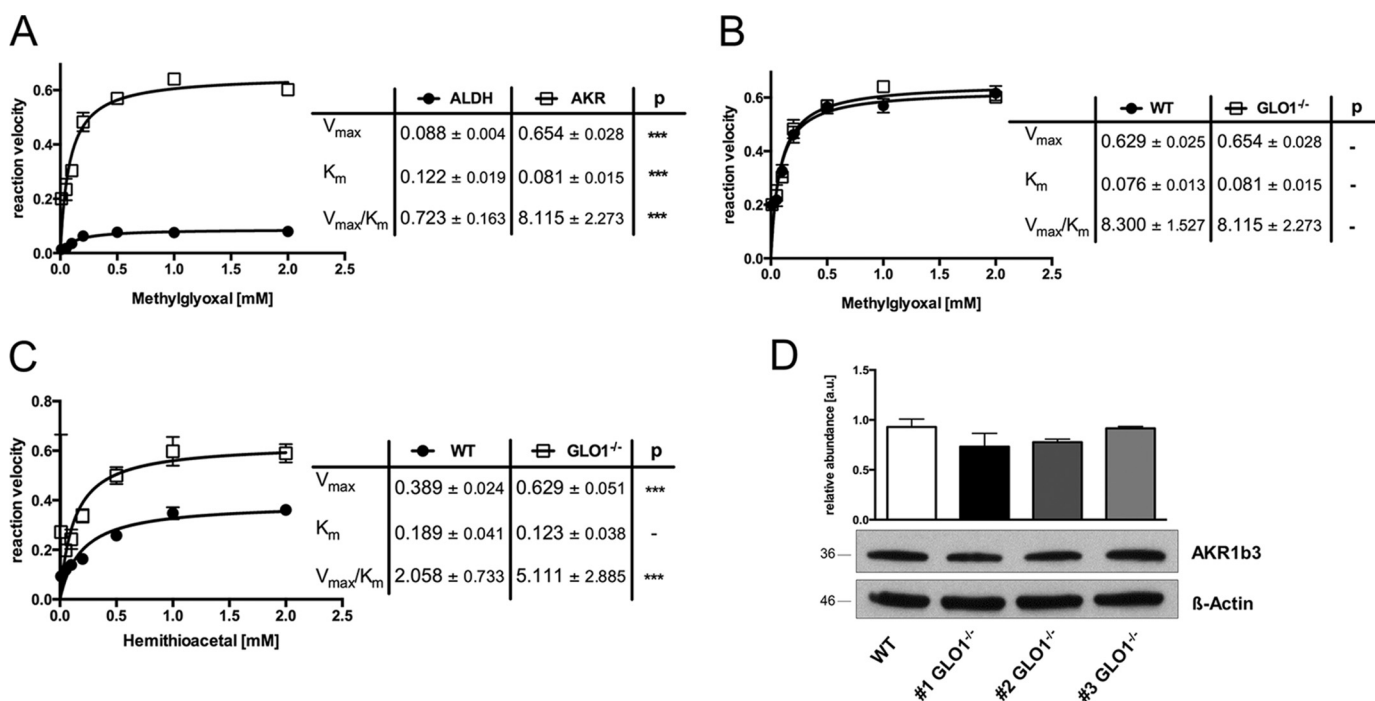 A
ALDH AKR p
Vmax 0.088 ± 0.004 0.654 ± 0.028 ***
Km 0.122 ± 0.019 0.081 ± 0.015 ***
Vmax/Km 0.723 ± 0.163 8.115 ± 2.273 ***
reaction velocity
0.6
0.4
0.2
0.0
0.0 0.5 1.0 1.5 2.0 2.5
Methylglyoxal [mM]
B
WT GLO1-/- p
Vmax 0.629 ± 0.025 0.654 ± 0.028 -
Km 0.076 ± 0.013 0.081 ± 0.015 -
Vmax/Km 8.300 ± 1.527 8.115 ± 2.273 -
reaction velocity
0.6
0.4
0.2
0.0
0.0 0.5 1.0 1.5 2.0 2.5
Methylglyoxal [mM]
C
WT GLO1-/- p
Vmax 0.389 ± 0.024 0.629 ± 0.051 ***
Km 0.189 ± 0.041 0.123 ± 0.038 -
Vmax/Km 2.058 ± 0.733 5.111 ± 2.885 ***
reaction velocity
0.8
0.6
0.4
0.2
0.0
0.0 0.5 1.0 1.5 2.0 2.5
Hemithioacetal [mM]
D
relative abundance [a.u.]
1.5
1.0
0.5
0.0
36 AKR1b3
46 ß-Actin
WT #1 GLO1-/- #2 GLO1-/- #3 GLO1-/-